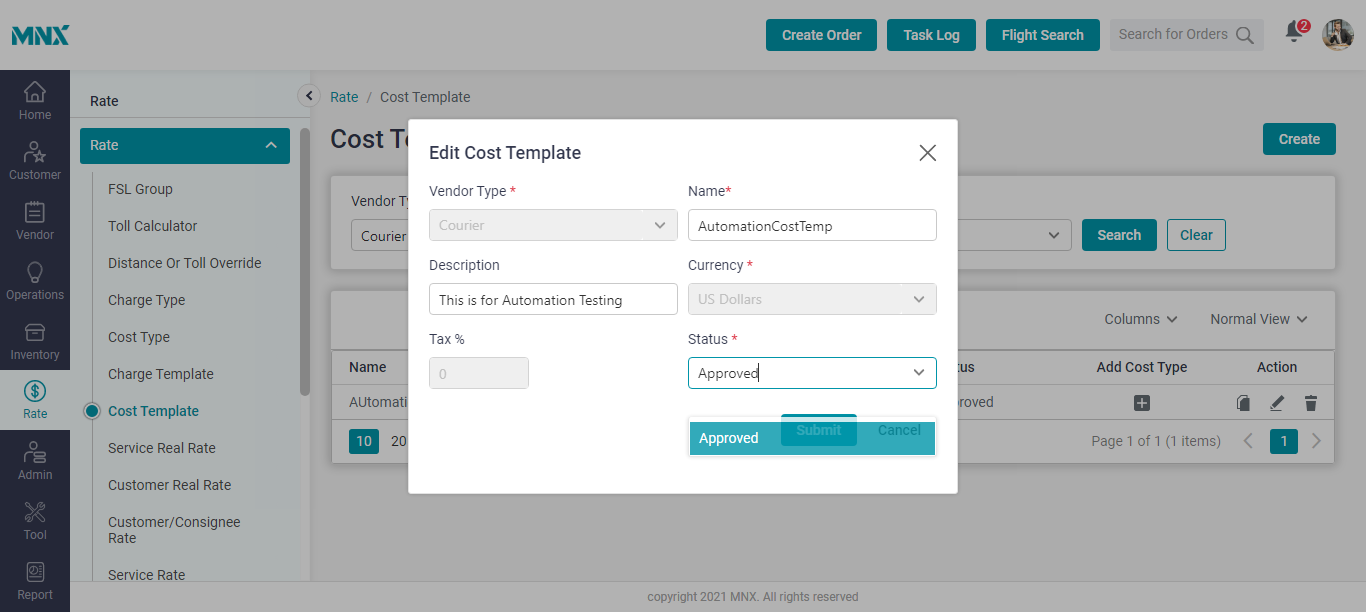 MNX
Create Order
Task Log
Flight Search
Search for Orders
2
Home
Customer
Vendor
Operations
Inventory
Rate
Admin
Tool
Report
Rate
Rate
FSL Group
Toll Calculator
Distance Or Toll Override
Charge Type
Cost Type
Charge Template
Cost Template
Service Real Rate
Customer Real Rate
Customer/Consignee
Rate
Service Rate
Rate / Cost Template
Cost Te
Create
Vendor Ty
Courier
Search
Clear
Columns
Normal View
Name
tus
Add Cost Type
Action
AUtomati
roved
10 20
Page 1 of 1 (1 items)
1
Edit Cost Template
Vendor Type *
Name*
Courier
AutomationCostTemp
Description
Currency *
This is for Automation Testing
US Dollars
Tax %
Status *
0
Approved
Approved
Submit
Cancel
copyright 2021 MNX. All rights reserved